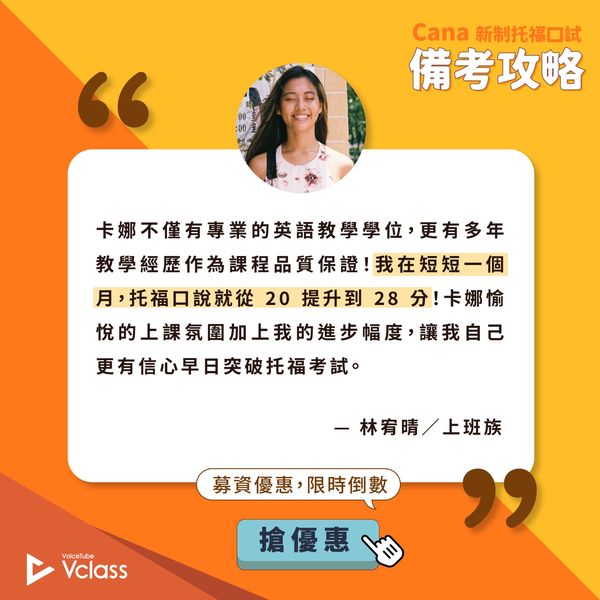 Cana 新制托福口試
備考攻略
卡娜不僅有專業的英語教學學位，更有多年
教學經歷作為課程品質保證！我在短短一個
月，托福口說就從 20 提升到 28 分！卡娜愉
悅的上課氛圍加上我的進步幅度，讓我自己
更有信心早日突破托福考試。
— 林宥晴／上班族
募資優惠，限時倒數
搶優惠
VoiceTube
Vclass